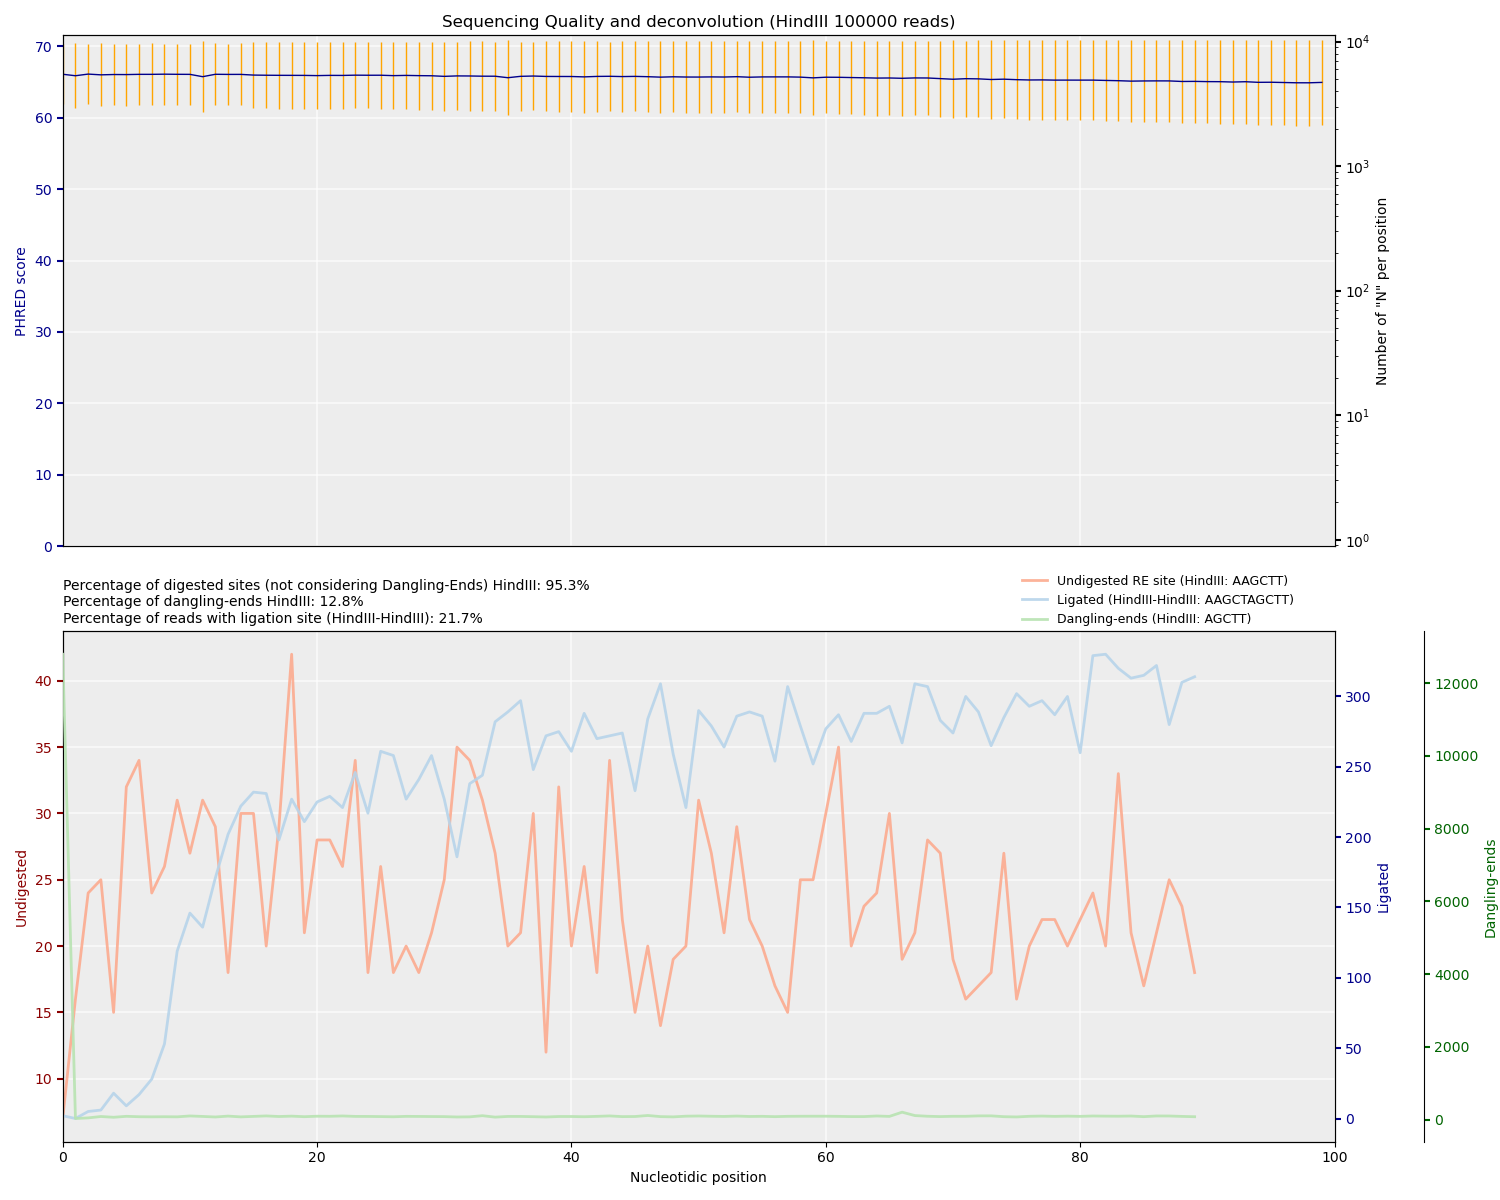 Sequencing Quality and deconvolution (HindIII 100000 reads)
70
60
50
40
30
20
10
0
PHRED score
10^4
10^3
10^2
10^1
10^0
Number of "N" per position
Percentage of digested sites (not considering Dangling-Ends) HindIII: 95.3%
Percentage of dangling-ends HindIII: 12.8%
Percentage of reads with ligation site (HindIII-HindIII): 21.7%
Undigested RE site (HindIII: AAGCTT)
Ligated (HindIII-HindIII: AAGCTAGCTT)
Dangling-ends (HindIII: AGCTT)
40
35
30
25
20
15
10
Undigested
300
250
200
150
100
50
0
Ligated
12000
10000
8000
6000
4000
2000
0
Dangling-ends
0 20 40 60 80 100
Nucleotidic position